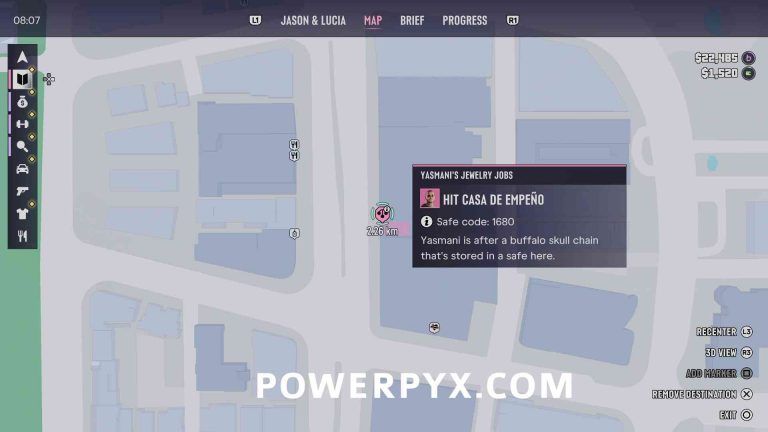 08:07
L1 JASON & LUCIA MAP BRIEF PROGRESS R1
$22,485
$1,520
YASMANI'S JEWELRY JOBS
HIT CASA DE EMPEÑO
Safe code: 1680
Yasmani is after a buffalo skull chain
that's stored in a safe here.
2.26 km
RECENTER L3
3D VIEW R3
ADD MARKER
REMOVE DESTINATION
EXIT
POWERPYX.COM